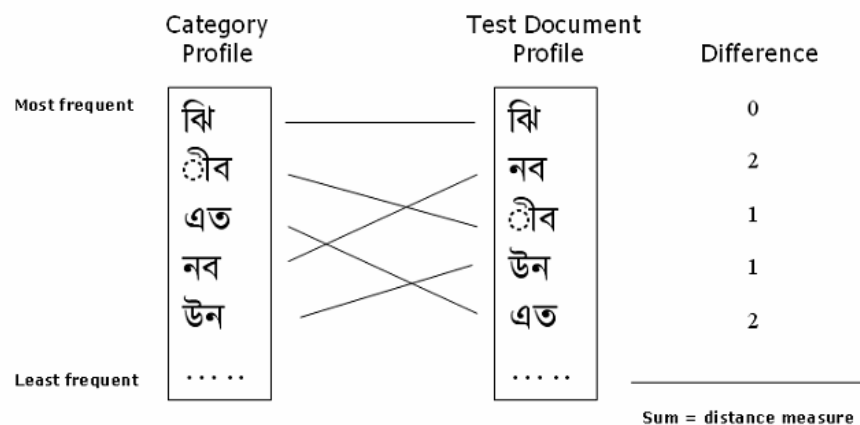 Category Profile
Test Document Profile
Difference
Most frequent
ঝি ঝি 0
ীব নব 2
এত ীব 1
নব উন 1
উন এত 2
Least frequent ..... .....
Sum = distance measure